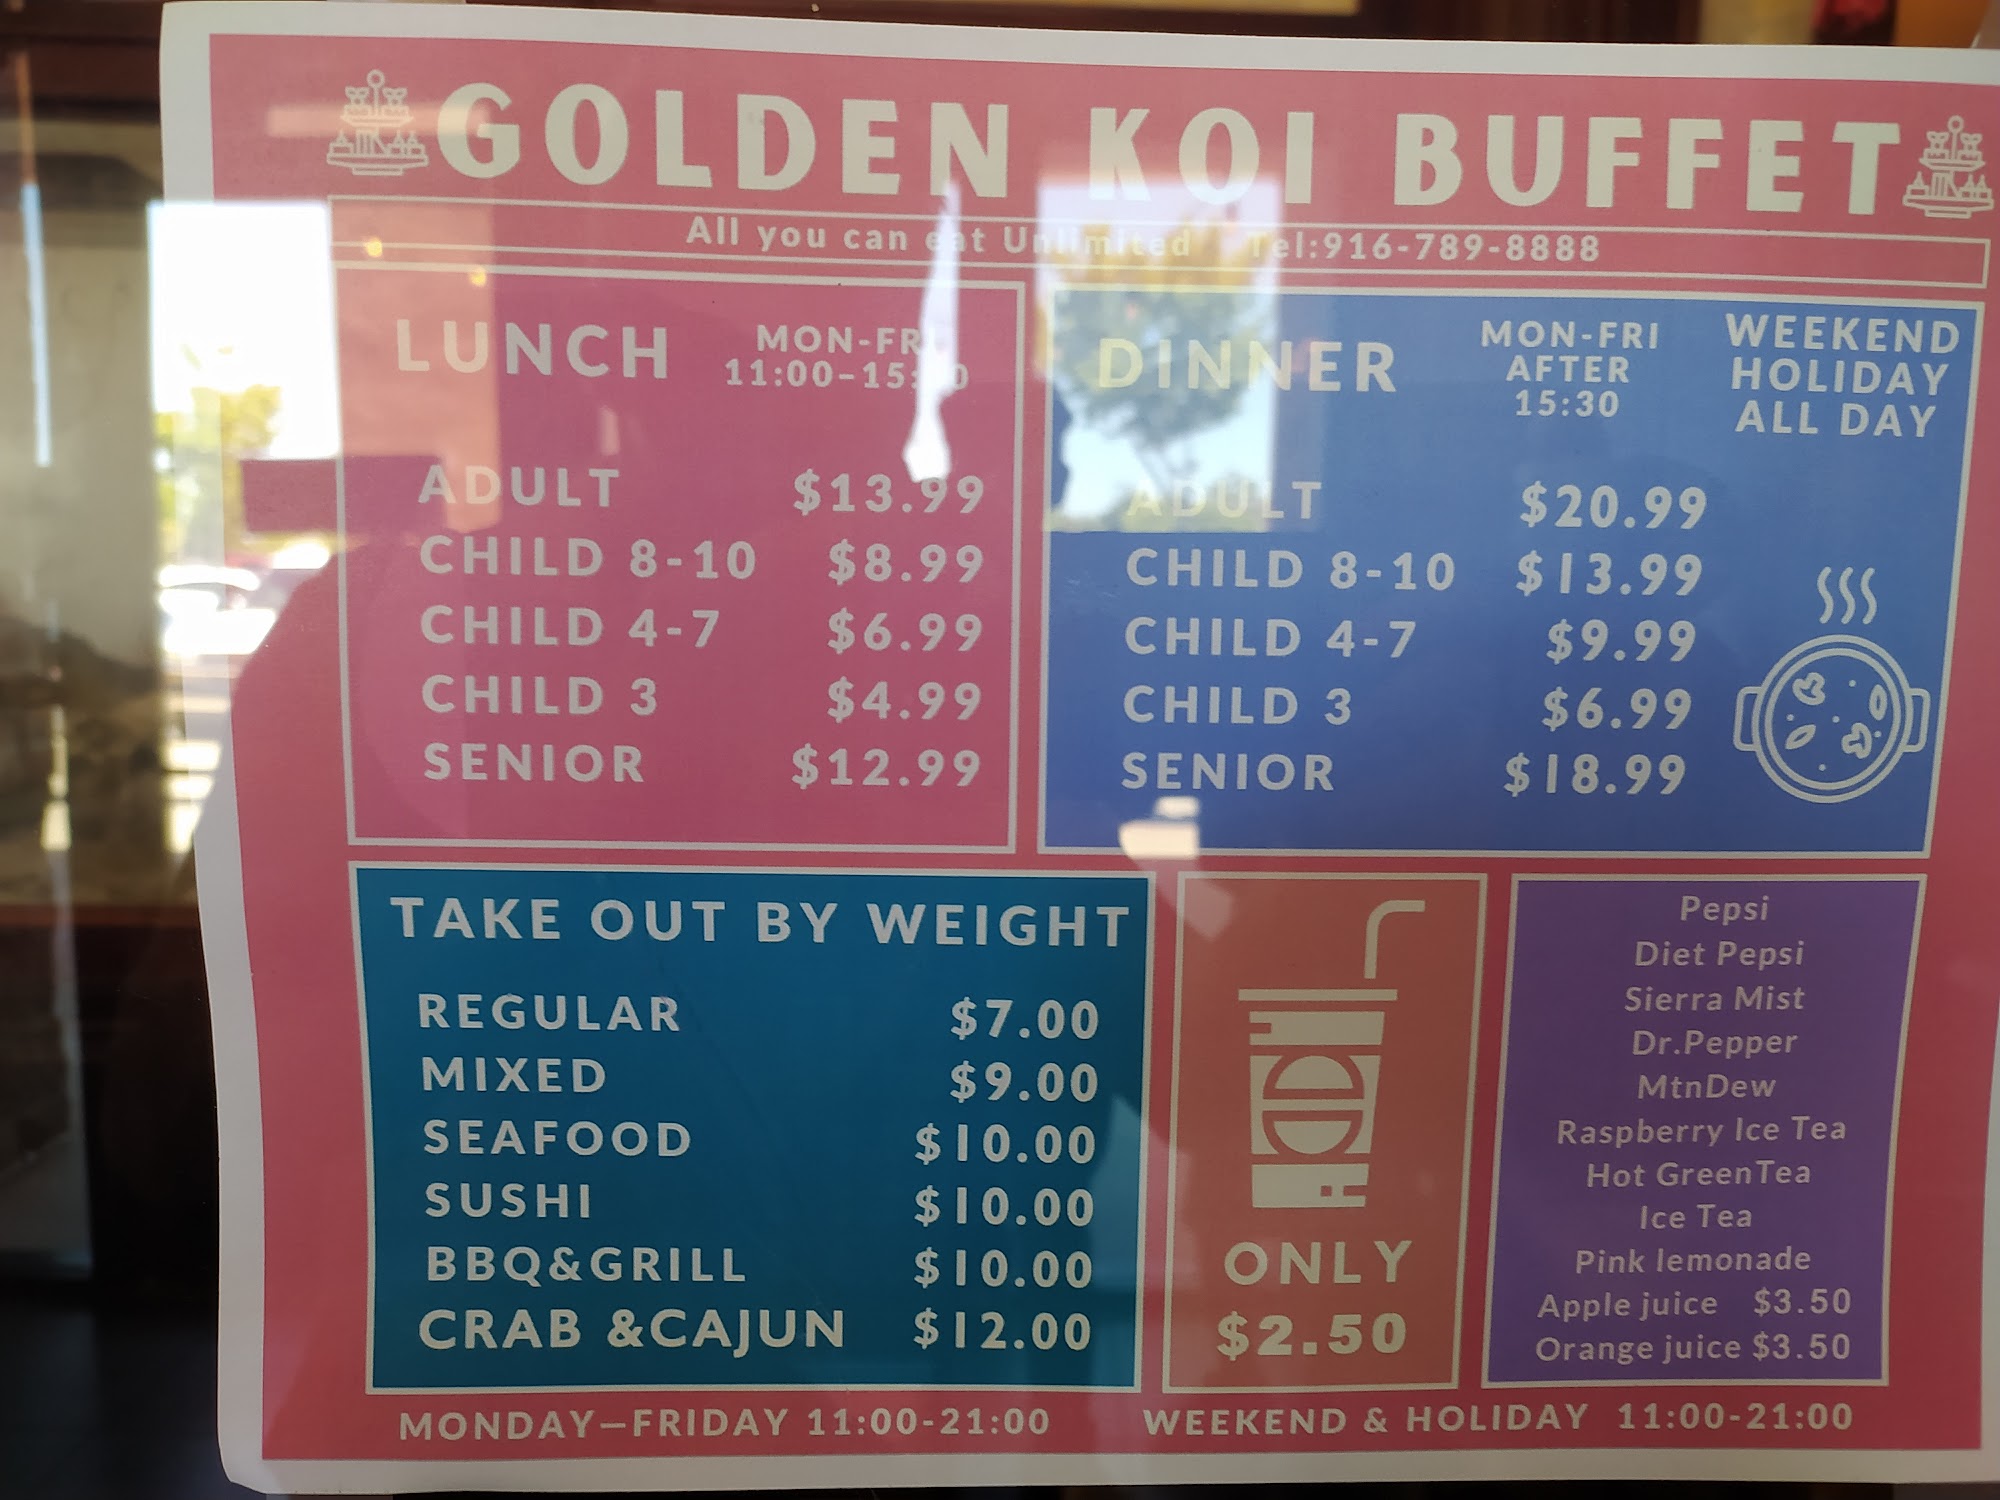 GOLDEN KOI BUFFET
All you can eat Unlimited Tel:916-789-8888
LUNCH
MON-FRI
11:00-15:30
ADULT $13.99
CHILD 8-10 $8.99
CHILD 4-7 $6.99
CHILD 3 $4.99
SENIOR $12.99
DINNER
MON-FRI
AFTER
15:30
WEEKEND
HOLIDAY
ALL DAY
ADULT $20.99
CHILD 8-10 $13.99
CHILD 4-7 $9.99
CHILD 3 $6.99
SENIOR $18.99
TAKE OUT BY WEIGHT
REGULAR $7.00
MIXED $9.00
SEAFOOD $10.00
SUSHI $10.00
BBQ&GRILL $10.00
CRAB &CAJUN $12.00
ONLY
$2.50
Pepsi
Diet Pepsi
Sierra Mist
Dr.Pepper
MtnDew
Raspberry Ice Tea
Hot GreenTea
Ice Tea
Pink lemonade
Apple juice $3.50
Orange juice $3.50
MONDAY—FRIDAY 11:00-21:00 WEEKEND & HOLIDAY 11:00-21:00